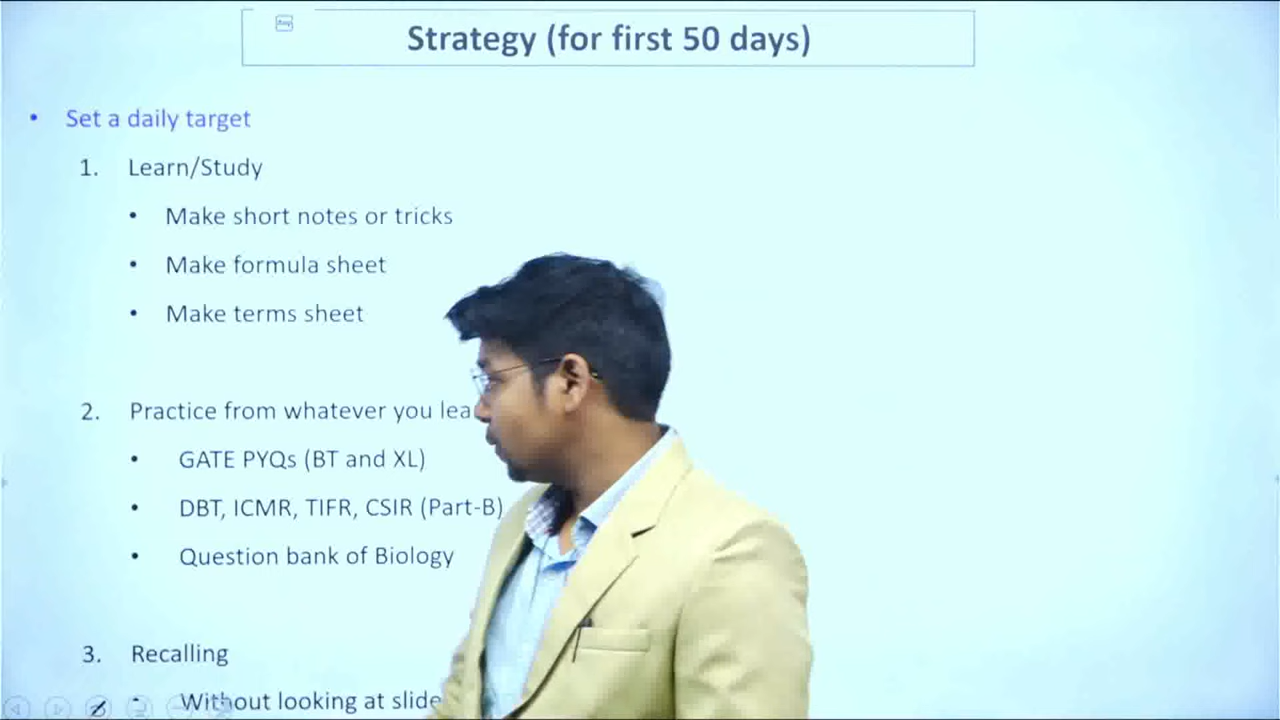 Strategy (for first 50 days)
• Set a daily target
1. Learn/Study
• Make short notes or tricks
• Make formula sheet
• Make terms sheet
2. Practice from whatever you
• GATE PYQs (BT and XL)
• DBT, ICMR, TIFR, CSIR (Part-B)
• Question bank of Biology
3. Recalling
• Without looking at slide